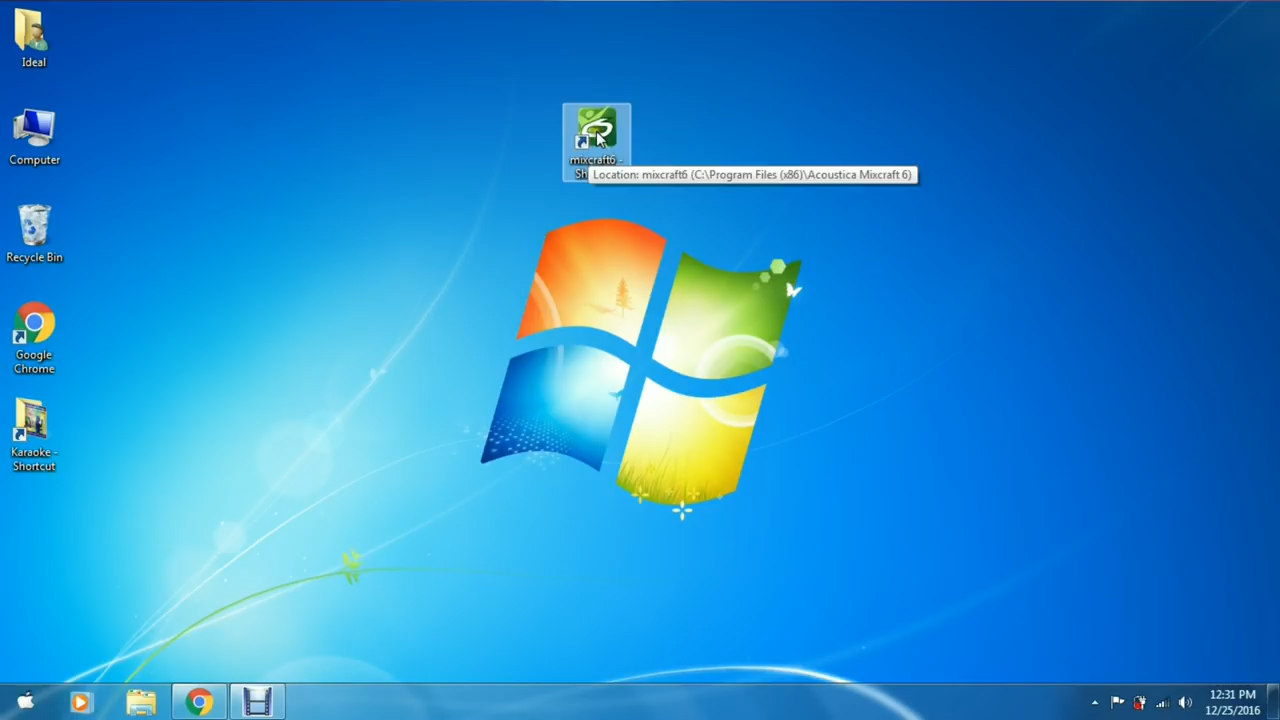 Ideal
Computer
Recycle Bin
Google
Chrome
Karaoke -
Shortcut
mixcraft6 -
Location: mixcraft6 (C:\Program Files (x86)\Acoustica Mixcraft 6)
12:31 PM
12/25/2016